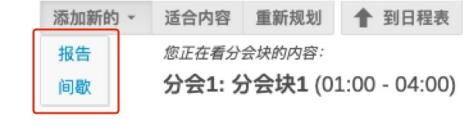 添加新的 适合内容 重新规划 到日程表
报告 您正在看分会块的内容：
间歇 分会1: 分会块1 (01:00 - 04:00)